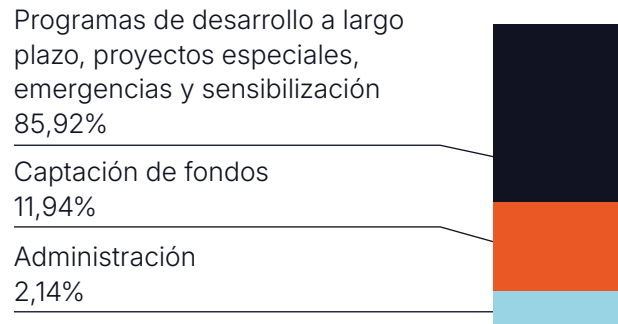 Programas de desarrollo a largo
plazo, proyectos especiales,
emergencias y sensibilización
85,92%
Captación de fondos
11,94%
Administración
2,14%